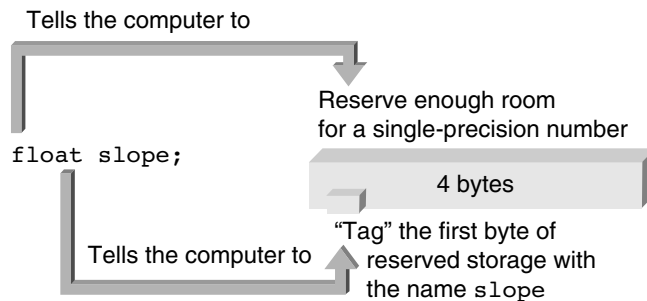 Tells the computer to
Reserve enough room
for a single-precision number
float slope;
4 bytes
Tells the computer to
“Tag” the first byte of
reserved storage with
the name slope